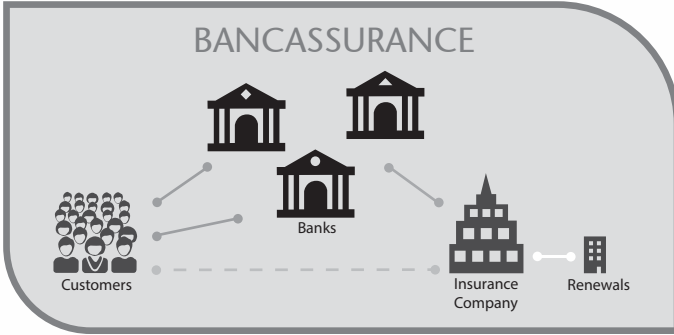 BANCASSURANCE
Banks
Customers
Insurance
Company
Renewals